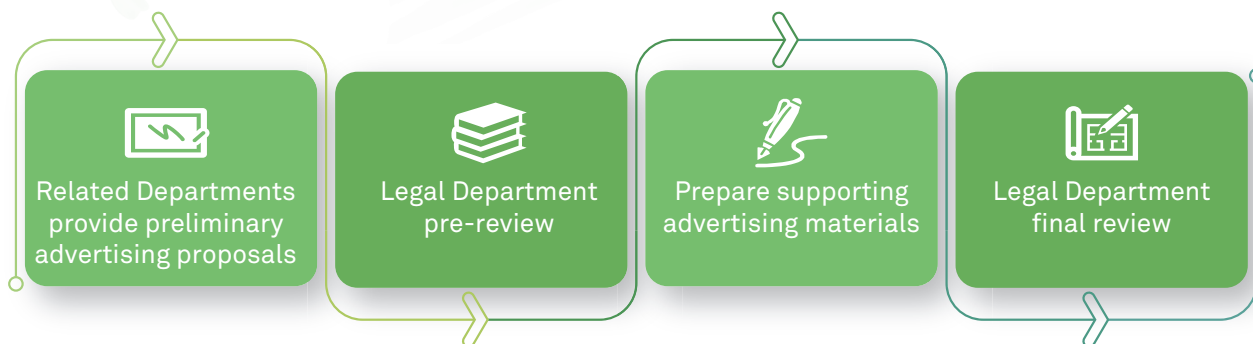 Related Departments
provide preliminary
advertising proposals
Legal Department
pre-review
Prepare supporting
advertising materials
Legal Department
final review